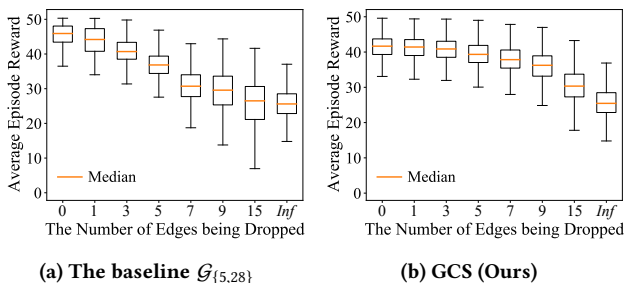 50
40
30
20
10
0
Average Episode Reward
Median
0 1 3 5 7 9 15 Inf
The Number of Edges being Dropped
(a) The baseline 𝒢{5,28}
50
40
30
20
10
0
Average Episode Reward
Median
0 1 3 5 7 9 15 Inf
The Number of Edges being Dropped
(b) GCS (Ours)